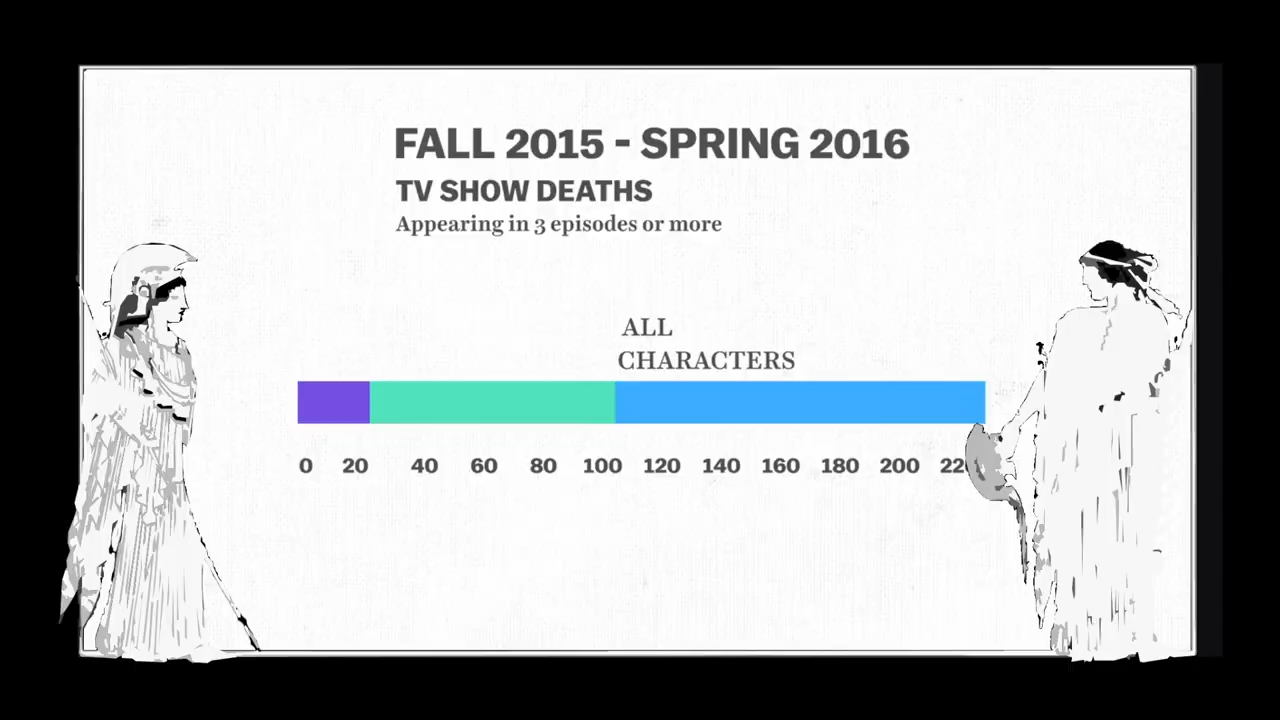 FALL 2015 - SPRING 2016
TV SHOW DEATHS
Appearing in 3 episodes or more
ALL
CHARACTERS
0 20 40 60 80 100 120 140 160 180 200